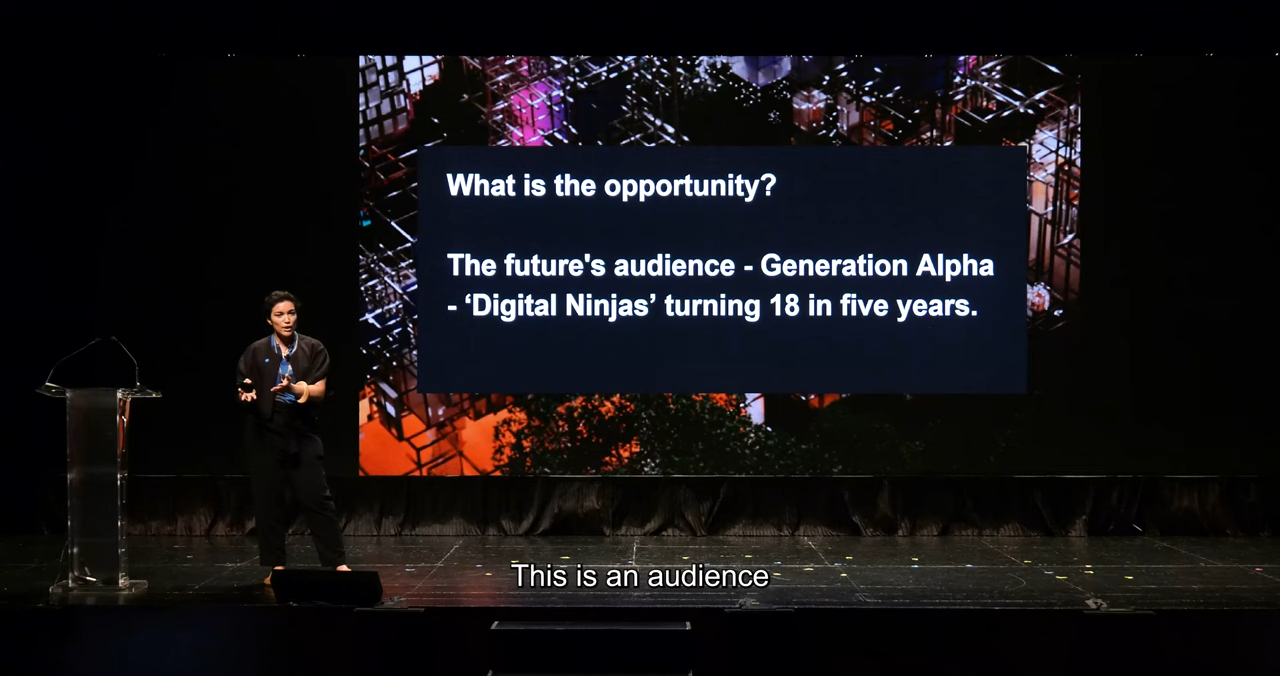 What is the opportunity?
The future's audience - Generation Alpha
- ‘Digital Ninjas’ turning 18 in five years.
This is an audience